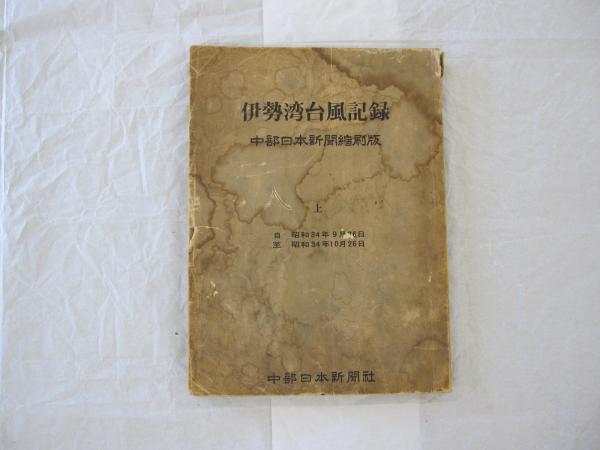 伊勢湾台風記録
中部日本新聞縮刷版
上
自 昭和34年9月26日
至 昭和34年10月26日
中部日本新聞社